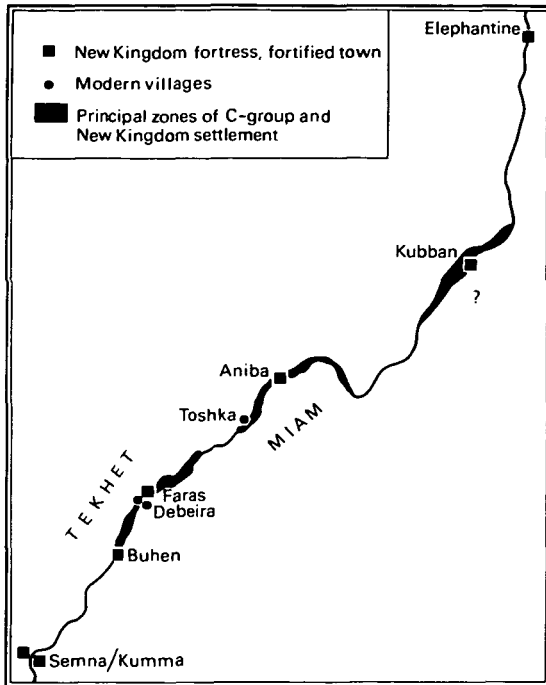 Elephantine
New Kingdom fortress, fortified town
Modern villages
Principal zones of C-group and
New Kingdom settlement
Kubban
?
Aniba
Toshka
MIAM
TEKHET
Faras
Debeira
Buhen
Semna/Kumma